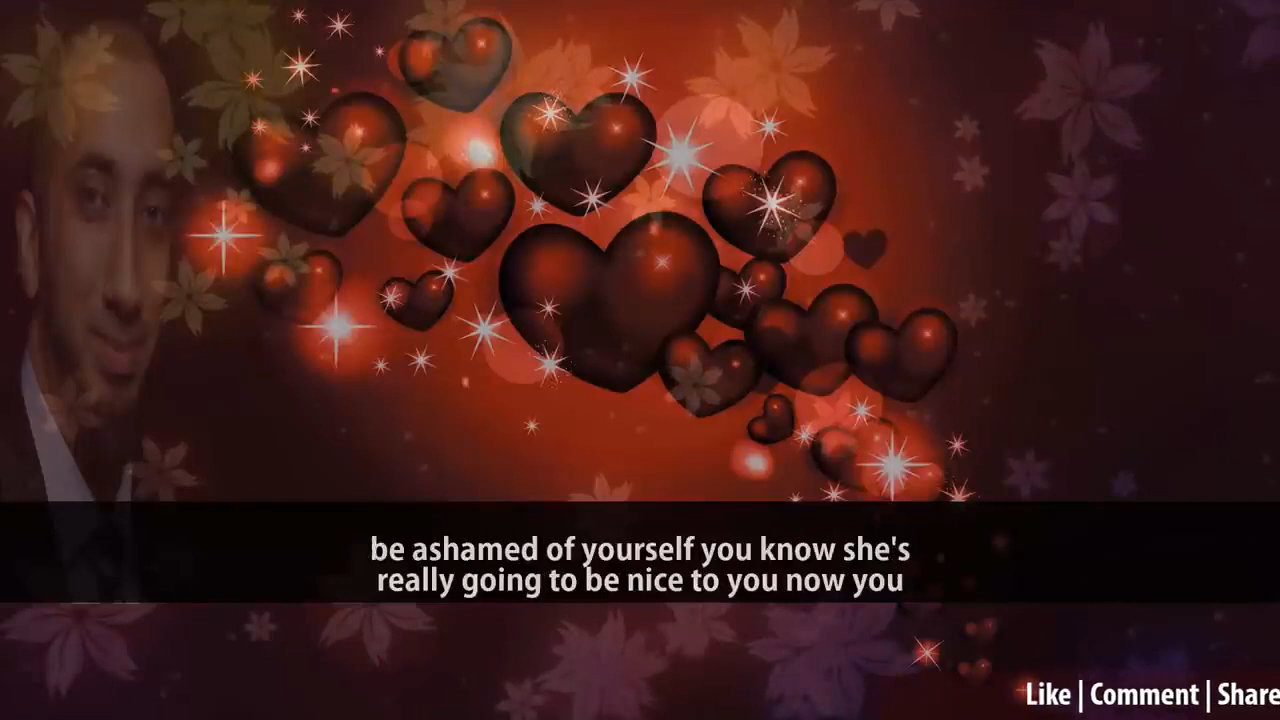 be ashamed of yourself you know she's
really going to be nice to you now you
Like | Comment | Share